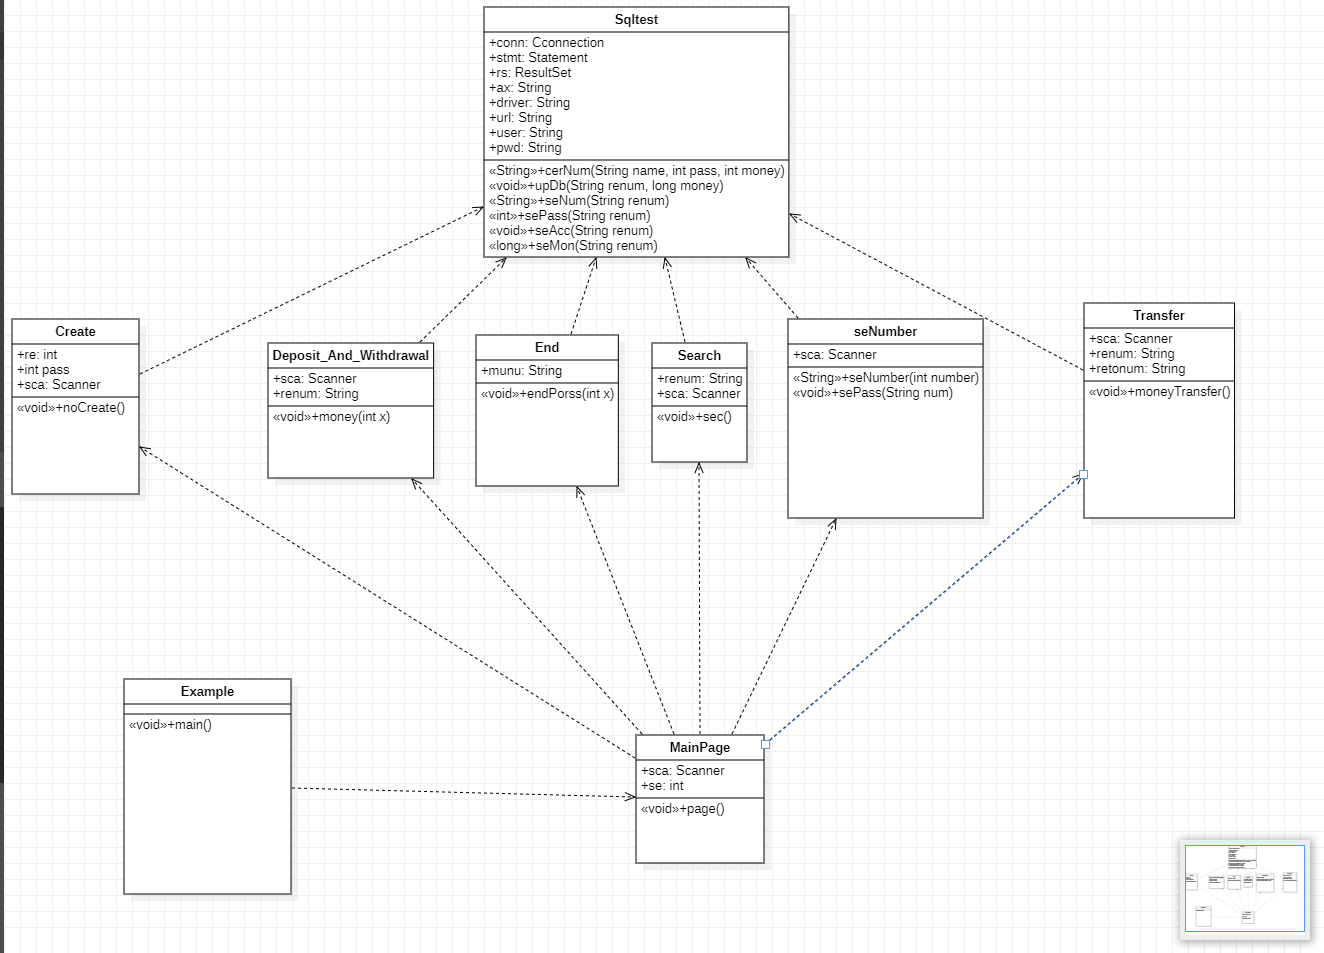 Sqltest
+conn: Cconnection
+stmt: Statement
+rs: ResultSet
+ax: String
+driver: String
+url: String
+user: String
+pwd: String
«String»+cerNum(String name, int pass, int money)
«void»+upDb(String renum, long money)
«String»+seNum(String renum)
«int»+sePass(String renum)
«void»+seAcc(String renum)
«long»+seMon(String renum)
Create
+re: int
+int pass
+sca: Scanner
«void»+noCreate()
Deposit_And_Withdrawal
+sca: Scanner
+renum: String
«void»+money(int x)
End
+munu: String
«void»+endPorss(int x)
Search
+renum: String
+sca: Scanner
«void»+sec()
seNumber
+sca: Scanner
«String»+seNumber(int number)
«void»+sePass(String num)
Transfer
+sca: Scanner
+renum: String
+retonum: String
«void»+moneyTransfer()
Example
«void»+main()
MainPage
+sca: Scanner
+se: int
«void»+page()